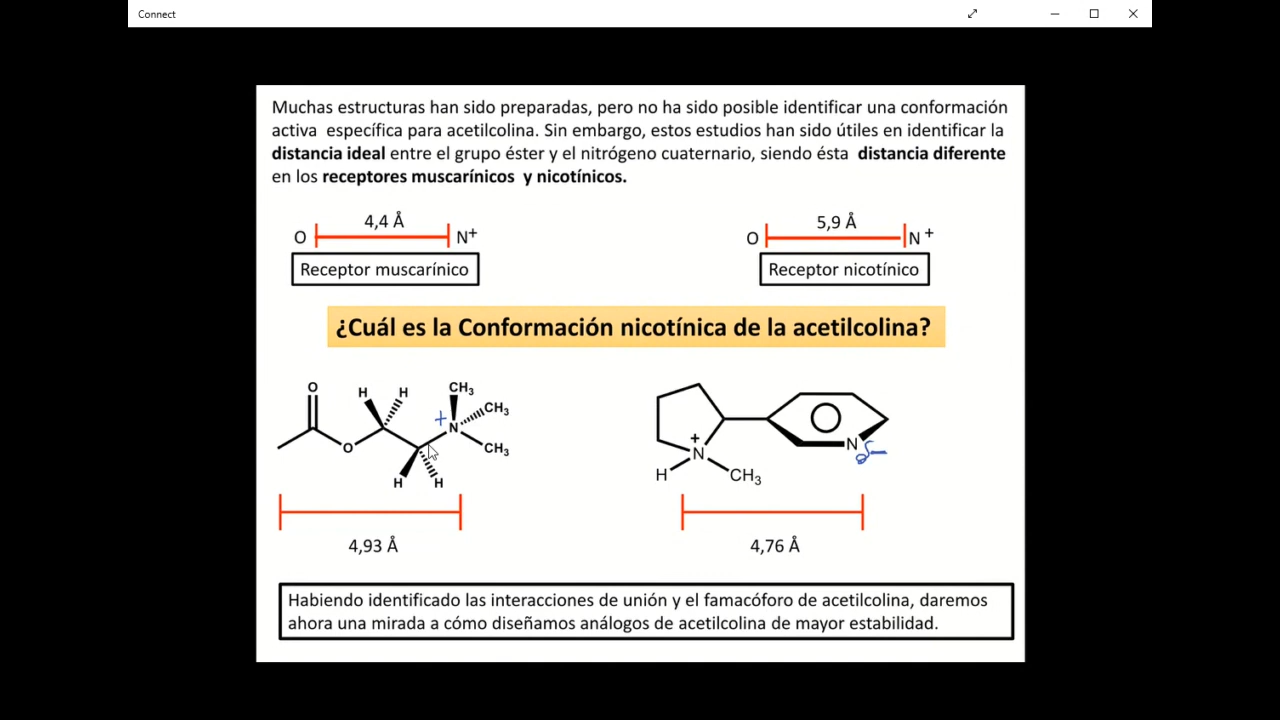 Connect
Muchas estructuras han sido preparadas, pero no ha sido posible identificar una conformación
activa específica para acetilcolina. Sin embargo, estos estudios han sido útiles en identificar la
distancia ideal entre el grupo éster y el nitrógeno cuaternario, siendo ésta distancia diferente
en los receptores muscarínicos y nicotínicos.
4,4 Å
O N+
Receptor muscarínico
5,9 Å
O N +
Receptor nicotínico
¿Cuál es la Conformación nicotínica de la acetilcolina?
O
H H
CH3
CH3
+
N
O
CH3
H H
4,93 Å
+
N
H
CH3
N
δ-
4,76 Å
Habiendo identificado las interacciones de unión y el famacóforo de acetilcolina, daremos
ahora una mirada a cómo diseñamos análogos de acetilcolina de mayor estabilidad.